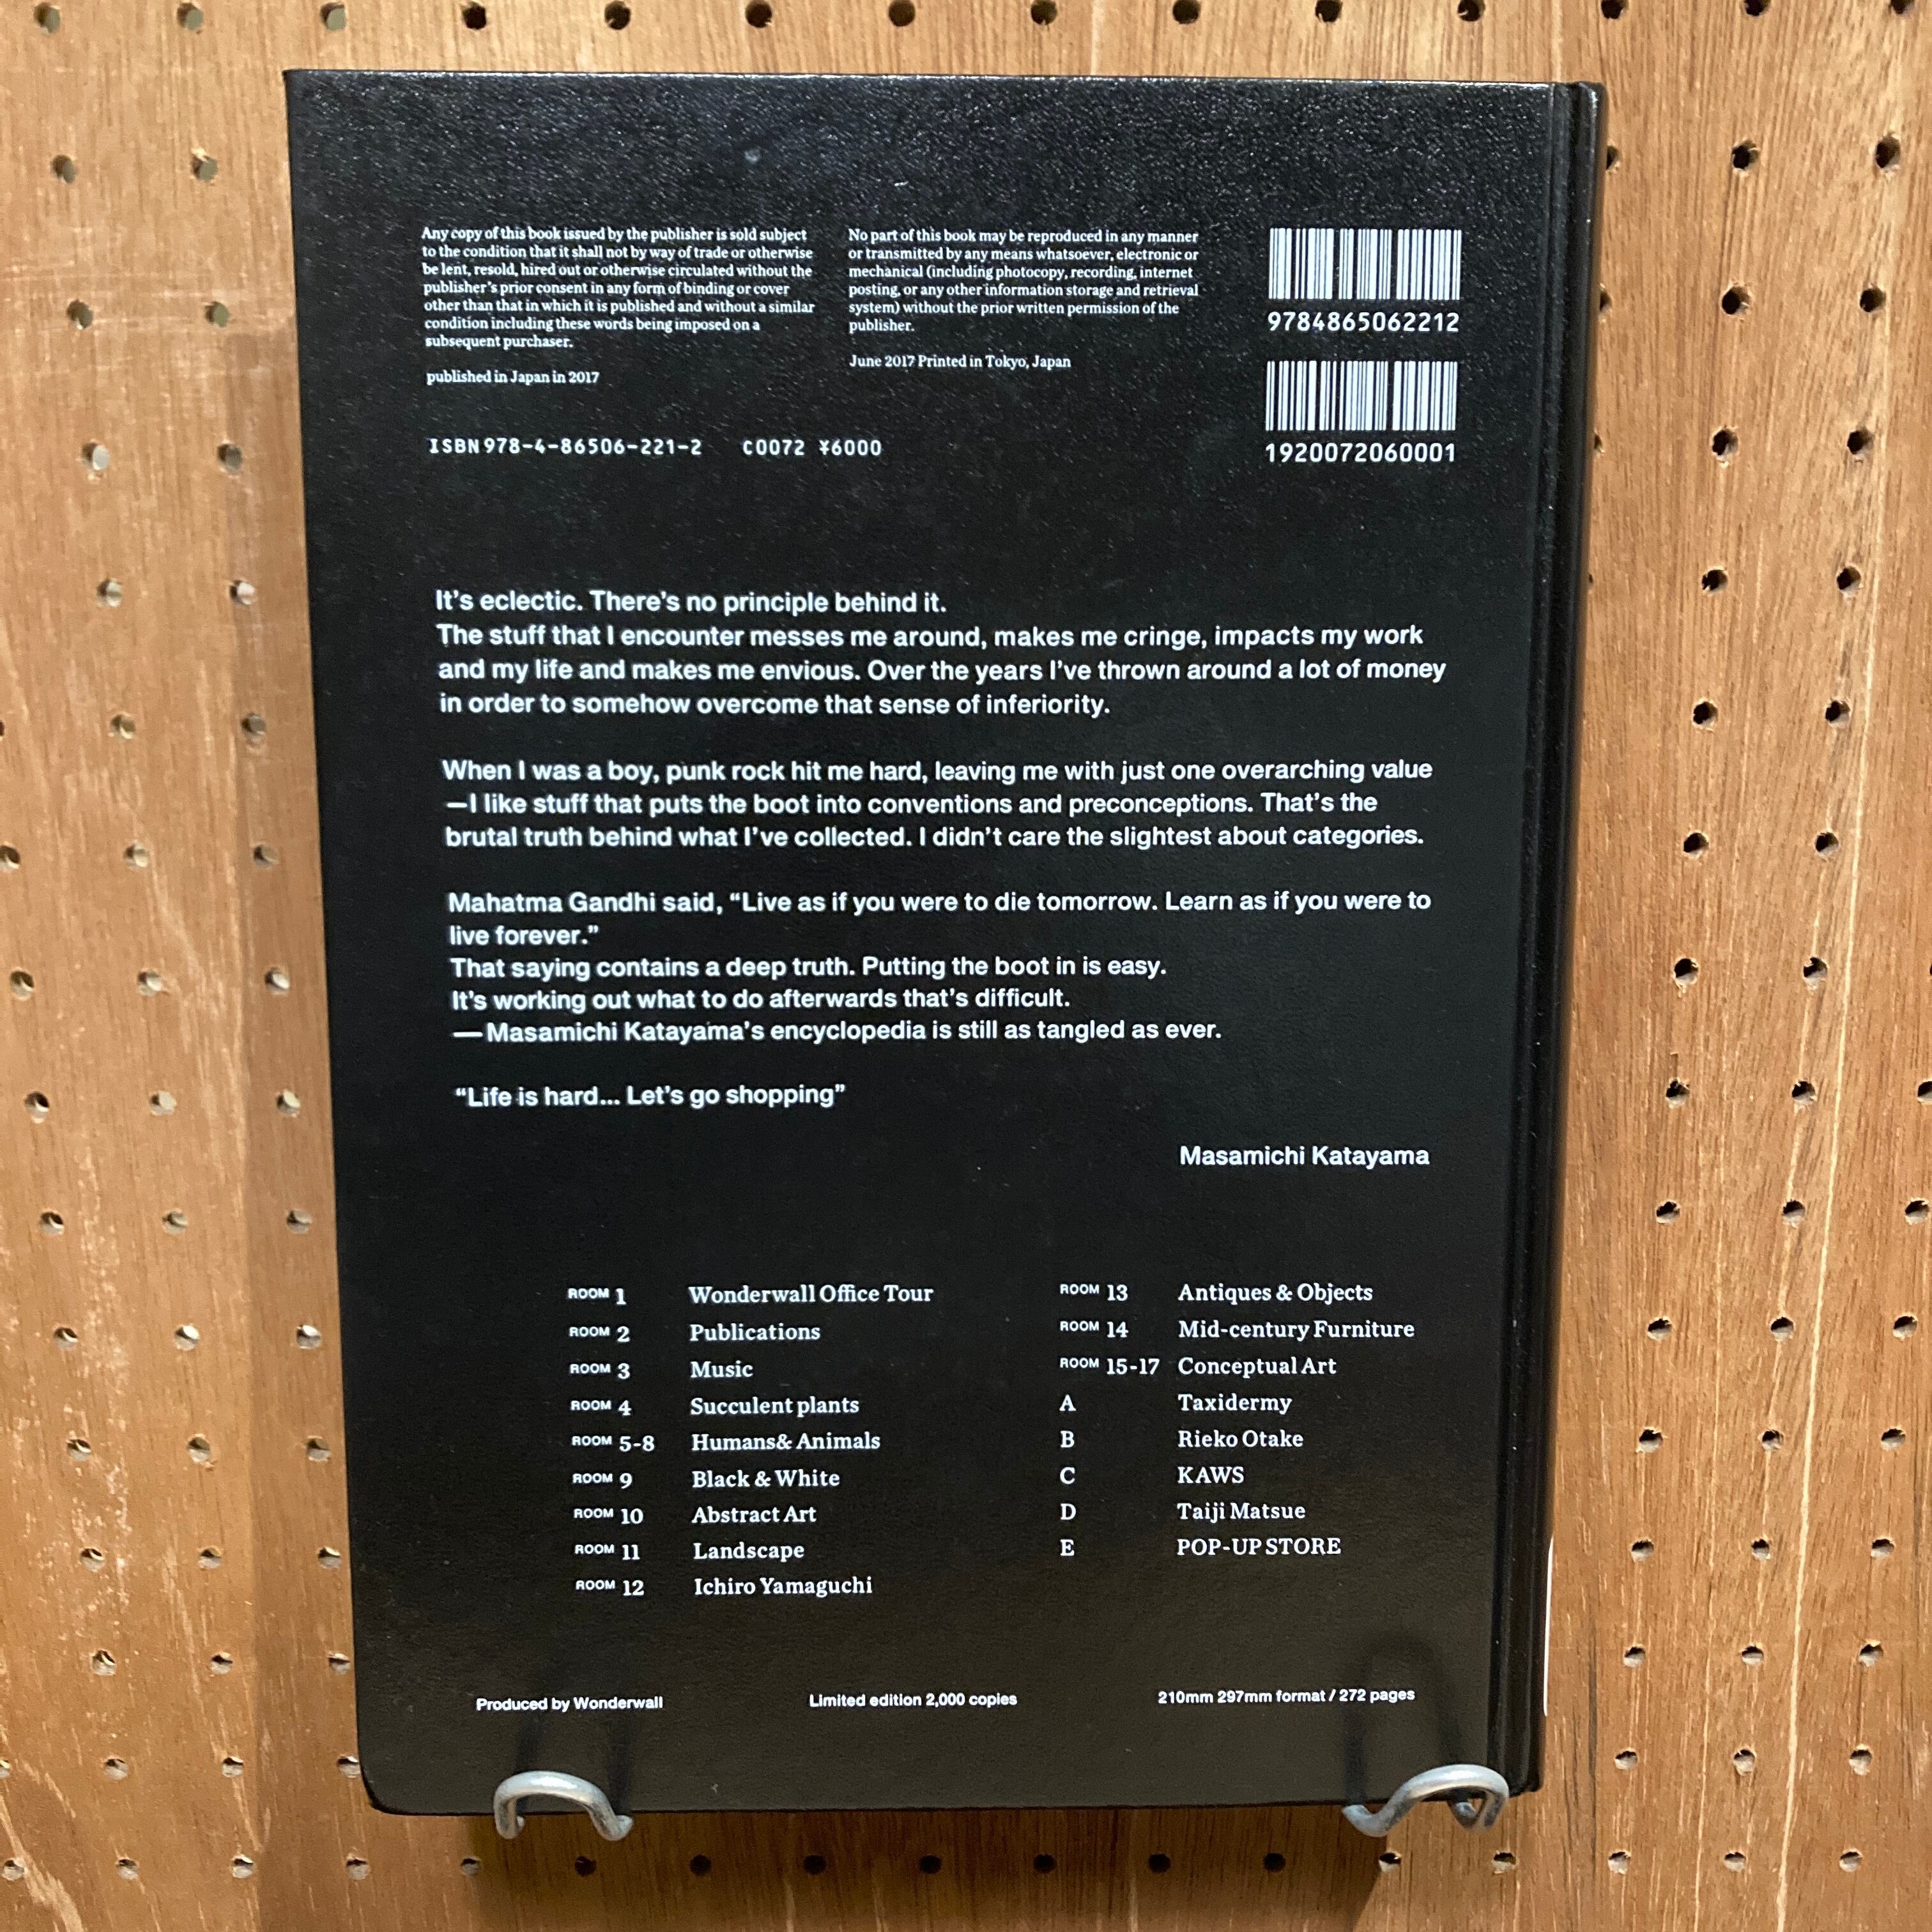 Any copy of this book issued by the publisher is sold subject
to the condition that it shall not by way of trade or otherwise
be lent, resold, hired out or otherwise circulated without the
publisher's prior consent in any form of binding or cover
other than that in which it is published and without a similar
condition including these words being imposed on a
subsequent purchaser.
published in Japan in 2017
No part of this book may be reproduced in any manner
or transmitted by any means whatsoever, electronic or
mechanical (including photocopy, recording, internet
posting, or any other information storage and retrieval
system) without the prior written permission of the
publisher.
June 2017 Printed in Tokyo, Japan
9784865062212
1920072060001
ISBN 978-4-86506-221-2 C0072 ¥6000
It's eclectic. There's no principle behind it.
The stuff that I encounter messes me around, makes me cringe, impacts my work
and my life and makes me envious. Over the years I've thrown around a lot of money
in order to somehow overcome that sense of inferiority.
When I was a boy, punk rock hit me hard, leaving me with just one overarching value
—I like stuff that puts the boot into conventions and preconceptions. That's the
brutal truth behind what I've collected. I didn't care the slightest about categories.
Mahatma Gandhi said, “Live as if you were to die tomorrow. Learn as if you were to
live forever.”
That saying contains a deep truth. Putting the boot in is easy.
It's working out what to do afterwards that's difficult.
—Masamichi Katayama's encyclopedia is still as tangled as ever.
“Life is hard... Let's go shopping”
Masamichi Katayama
ROOM 1 Wonderwall Office Tour
ROOM 2 Publications
ROOM 3 Music
ROOM 4 Succulent plants
ROOM 5-8 Humans& Animals
ROOM 9 Black & White
ROOM 10 Abstract Art
ROOM 11 Landscape
ROOM 12 Ichiro Yamaguchi
ROOM 13 Antiques & Objects
ROOM 14 Mid-century Furniture
ROOM 15-17 Conceptual Art
A Taxidermy
B Rieko Otake
C KAWS
D Taiji Matsue
E POP-UP STORE
Produced by Wonderwall
Limited edition 2,000 copies
210mm 297mm format / 272 pages